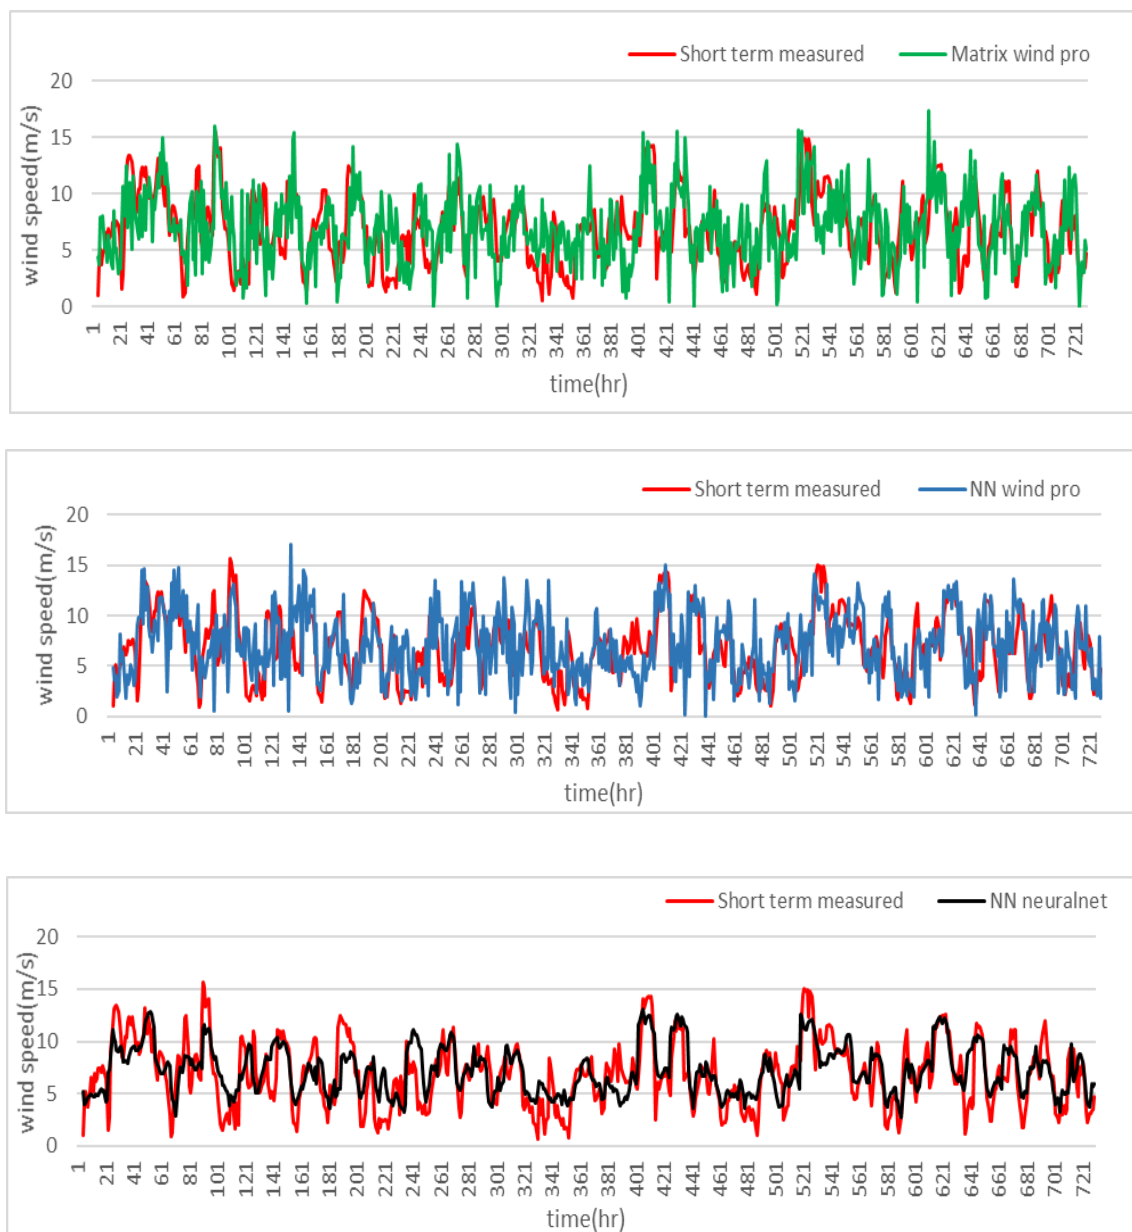 Short term measured Matrix wind pro
20
15
10
5
0
wind speed(m/s)
1 21 41 61 81 101 121 141 161 181 201 221 241 261 281 301 321 341 361 381 401 421 441 461 481 501 521 541 561 581 601 621 641 661 681 701 721
time(hr)
Short term measured NN wind pro
20
15
10
5
0
wind speed(m/s)
1 21 41 61 81 101 121 141 161 181 201 221 241 261 281 301 321 341 361 381 401 421 441 461 481 501 521 541 561 581 601 621 641 661 681 701 721
time(hr)
Short term measured NN neuralnet
20
15
10
5
0
wind speed(m/s)
1 21 41 61 81 101 121 141 161 181 201 221 241 261 281 301 321 341 361 381 401 421 441 461 481 501 521 541 561 581 601 621 641 661 681 701 721
time(hr)